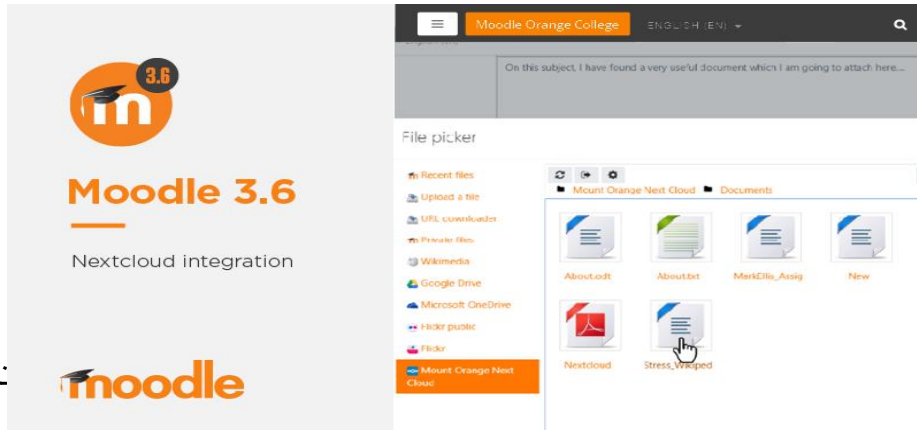 3.6
m
Moodle 3.6
Nextcloud integration
moodle
Moodle Orange College
ENGLISH (EN)
On this subject, I have found a very useful document which I am going to attach here...
File picker
Recent files
Upload a file
URL downloader
Private files
Wikimedia
Google Drive
Microsoft OneDrive
Flickr public
Flickr
Mount Orange Next
Cloud
Mount Orange Next Cloud Documents
About.odt About.txt MarkEllis_Assig New
Nextcloud Stress_Wikiped